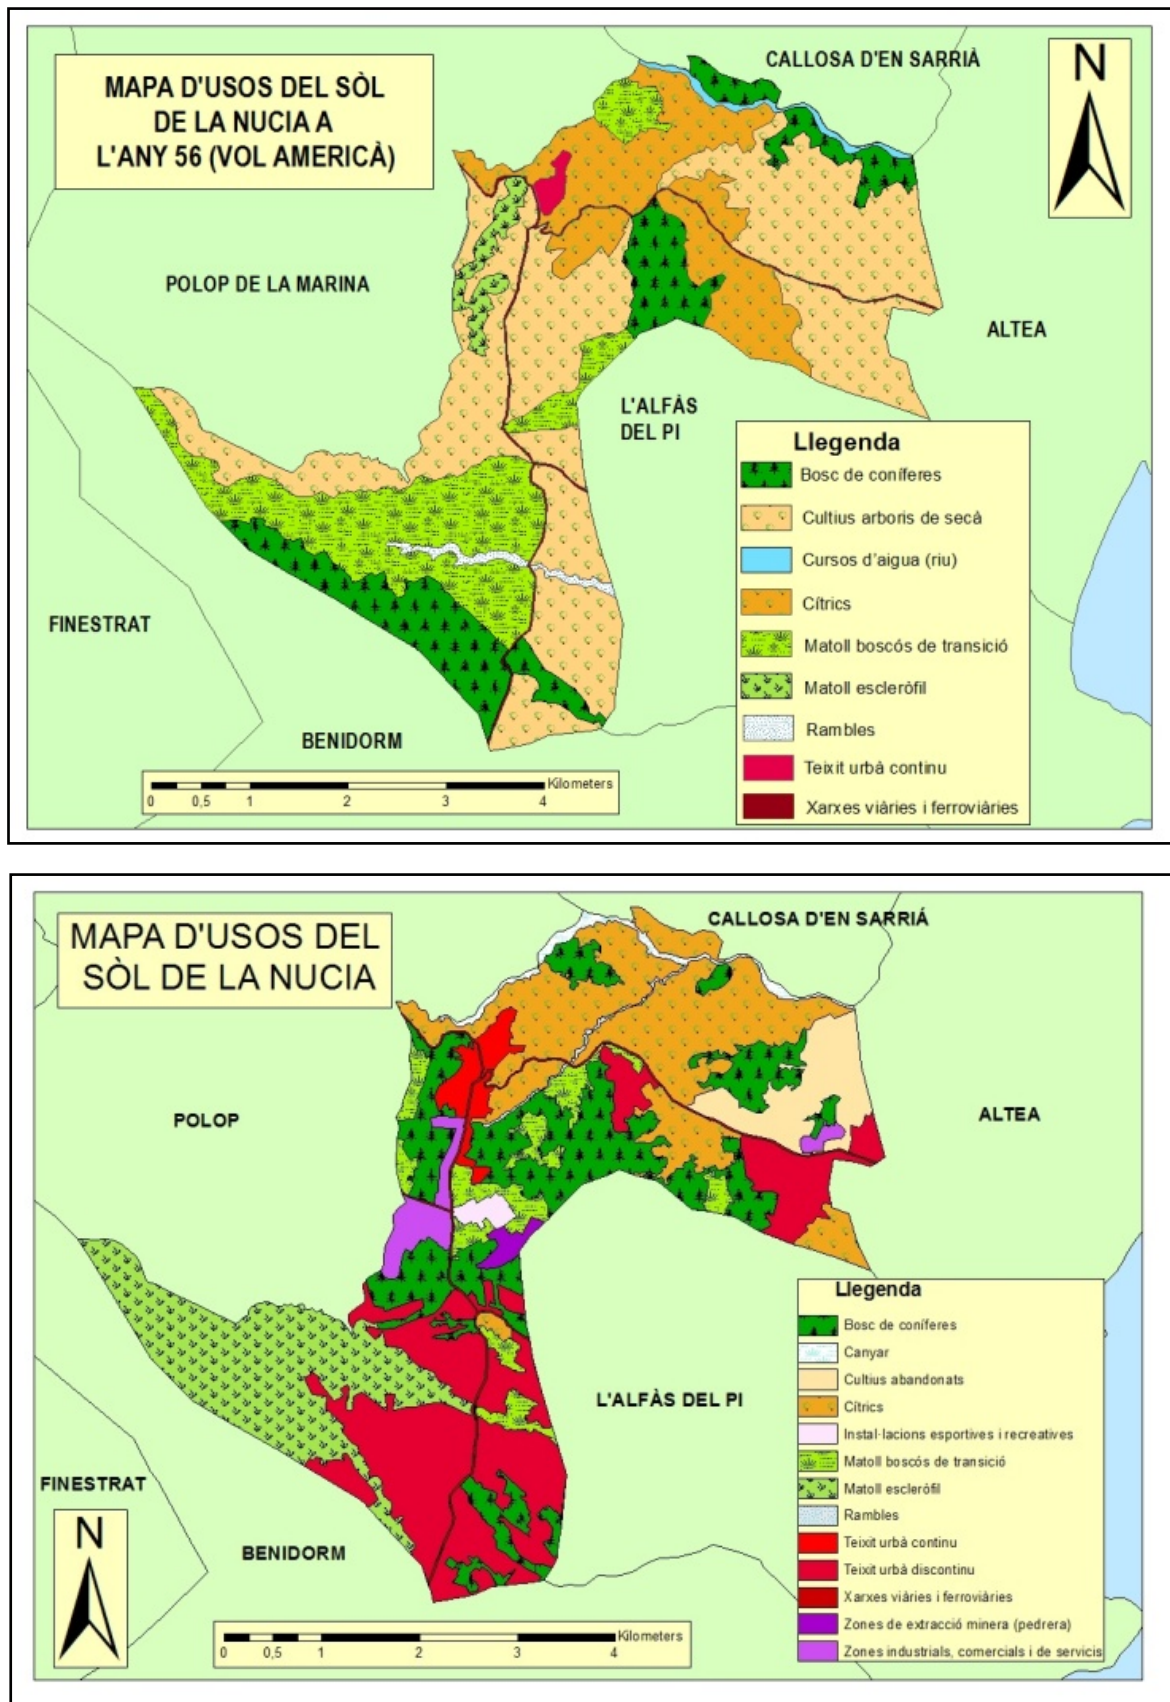 MAPA D'USOS DEL SÒL
DE LA NUCIA A
L'ANY 56 (VOL AMERICÀ)
CALLOSA D'EN SARRIÀ
N
POLOP DE LA MARINA
ALTEA
L'ALFÀS
DEL PI
FINESTRAT
BENIDORM
Llegenda
Bosc de coníferes
Cultius arboris de secà
Cursos d'aigua (riu)
Cítrics
Matoll boscós de transició
Matoll escleròfil
Rambles
Teixit urbà continu
Xarxes viàries i ferroviàries
Kilometers
0 0,5 1 2 3 4
MAPA D'USOS DEL
SÒL DE LA NUCIA
CALLOSA D'EN SARRIÁ
POLOP
ALTEA
L'ALFÀS DEL PI
FINESTRAT
N
BENIDORM
Llegenda
Bosc de coníferes
Canyar
Cultius abandonats
Cítrics
Instal·lacions esportives i recreatives
Matoll boscós de transició
Matoll escleròfil
Rambles
Teixit urbà continu
Teixit urbà discontinu
Xarxes viàries i ferroviàries
Zones de extracció minera (pedrera)
Zones industrials, comercials i de servicis
Kilometers
0 0,5 1 2 3 4